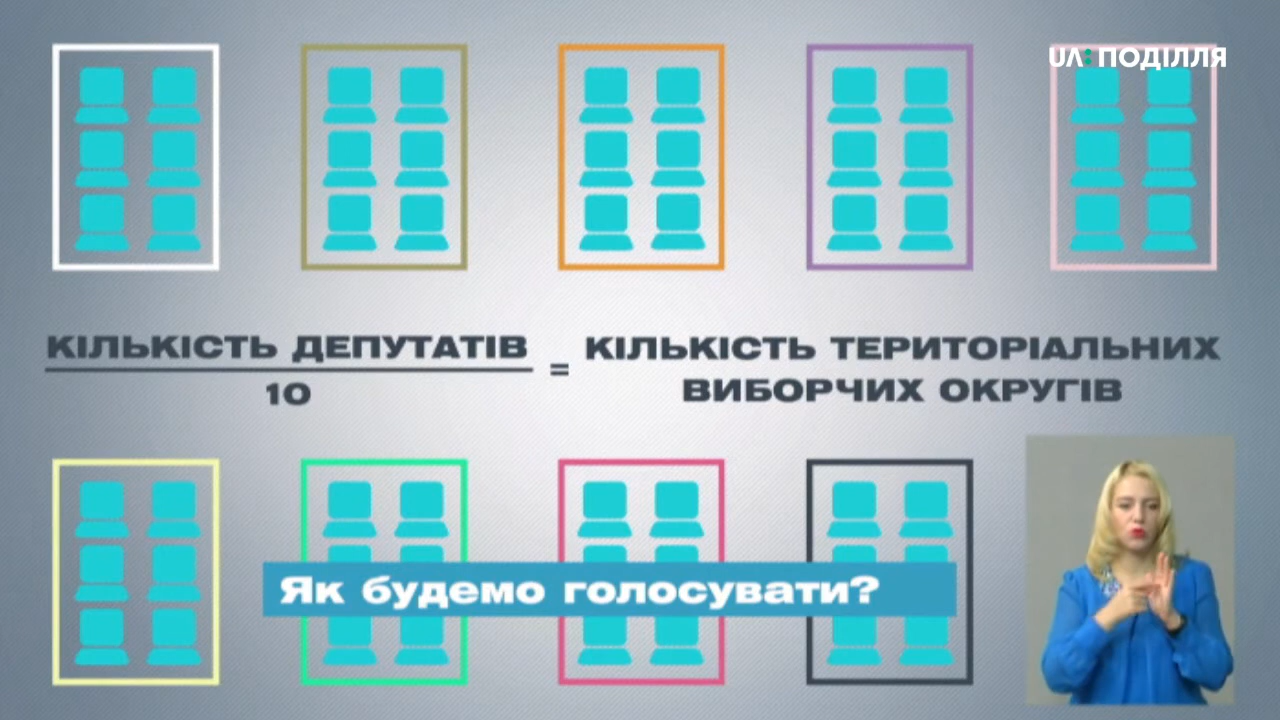 UA: ПОДІЛЛЯ
КІЛЬКІСТЬ ДЕПУТАТІВ
10
=
КІЛЬКІСТЬ ТЕРИТОРІАЛЬНИХ
ВИБОРЧИХ ОКРУГІВ
Як будемо голосувати?